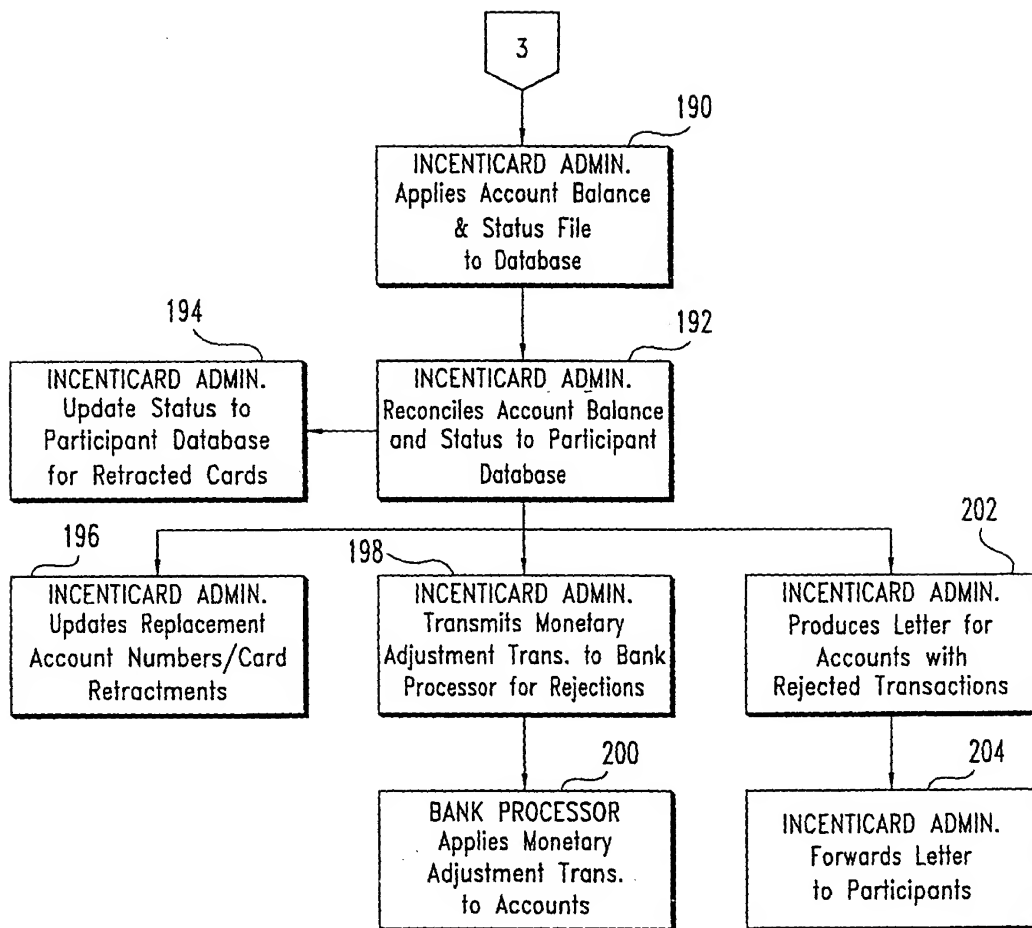 3
190
INCENTICARD ADMIN.
Applies Account Balance
& Status File
to Database
194
INCENTICARD ADMIN.
Update Status to
Participant Database
for Retracted Cards
192
INCENTICARD ADMIN.
Reconciles Account Balance
and Status to Participant
Database
196
INCENTICARD ADMIN.
Updates Replacement
Account Numbers/Card
Retractments
198
INCENTICARD ADMIN.
Transmits Monetary
Adjustment Trans. to Bank
Processor for Rejections
202
INCENTICARD ADMIN.
Produces Letter for
Accounts with
Rejected Transactions
200
BANK PROCESSOR
Applies Monetary
Adjustment Trans.
to Accounts
204
INCENTICARD ADMIN.
Forwards Letter
to Participants